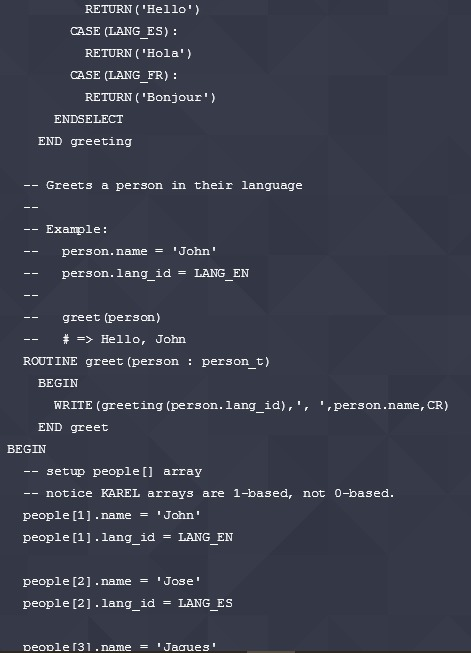 RETURN('Hello')
CASE(LANG_ES):
RETURN('Hola')
CASE(LANG_FR):
RETURN('Bonjour')
ENDSELECT
END greeting
-- Greets a person in their language
--
-- Example:
--   person.name = 'John'
--   person.lang_id = LANG_EN
--
--   greet(person)
--   # => Hello, John
ROUTINE greet(person : person_t)
BEGIN
WRITE(greeting(person.lang_id),', ',person.name,CR)
END greet
BEGIN
-- setup people[] array
-- notice KAREL arrays are 1-based, not 0-based.
people[1].name = 'John'
people[1].lang_id = LANG_EN
people[2].name = 'Jose'
people[2].lang_id = LANG_ES
people[3].name = 'Jaques'